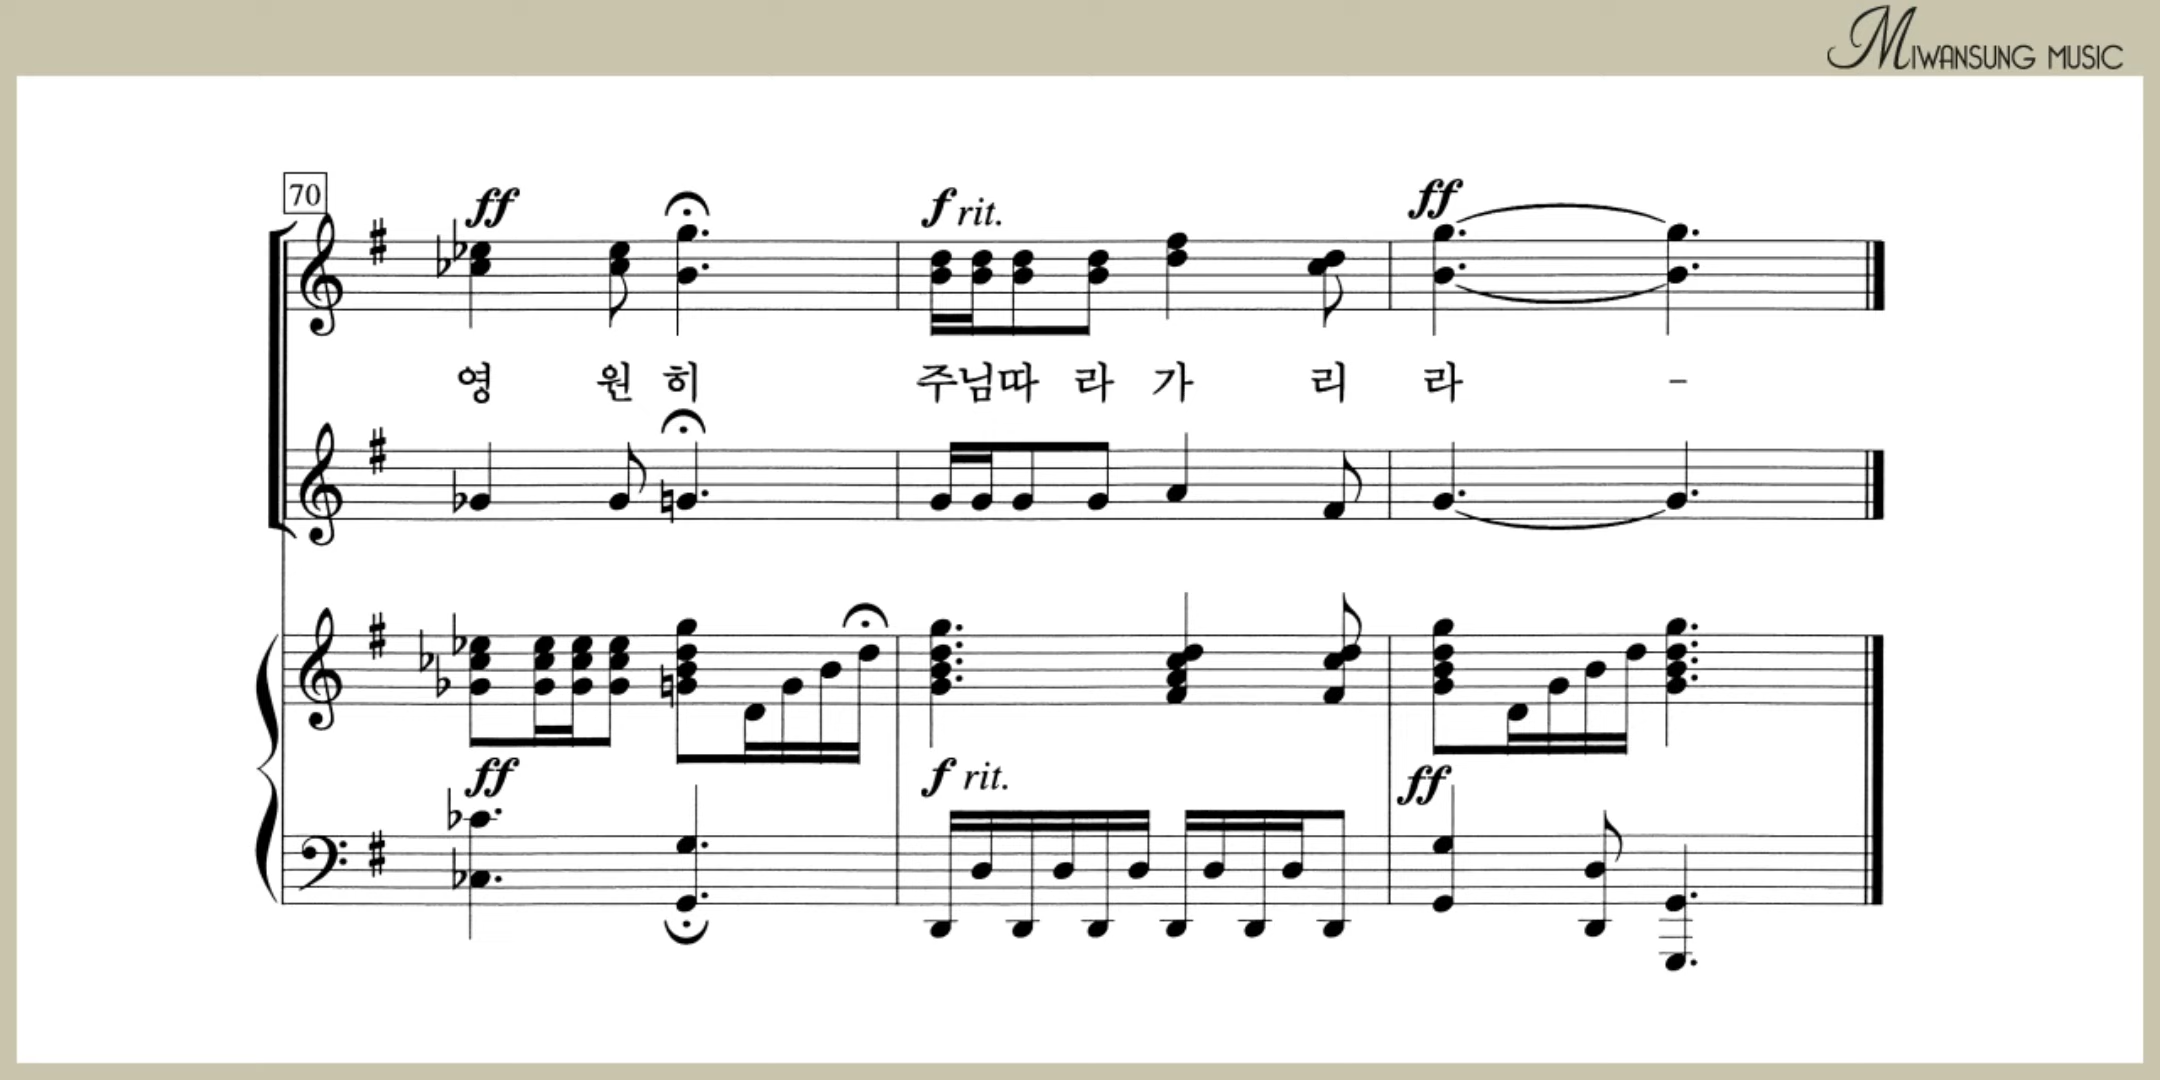 MIWANSUNG MUSIC
70
ff f rit. ff
영 원 히 주님따 라 가 리 라 -
ff f rit. ff